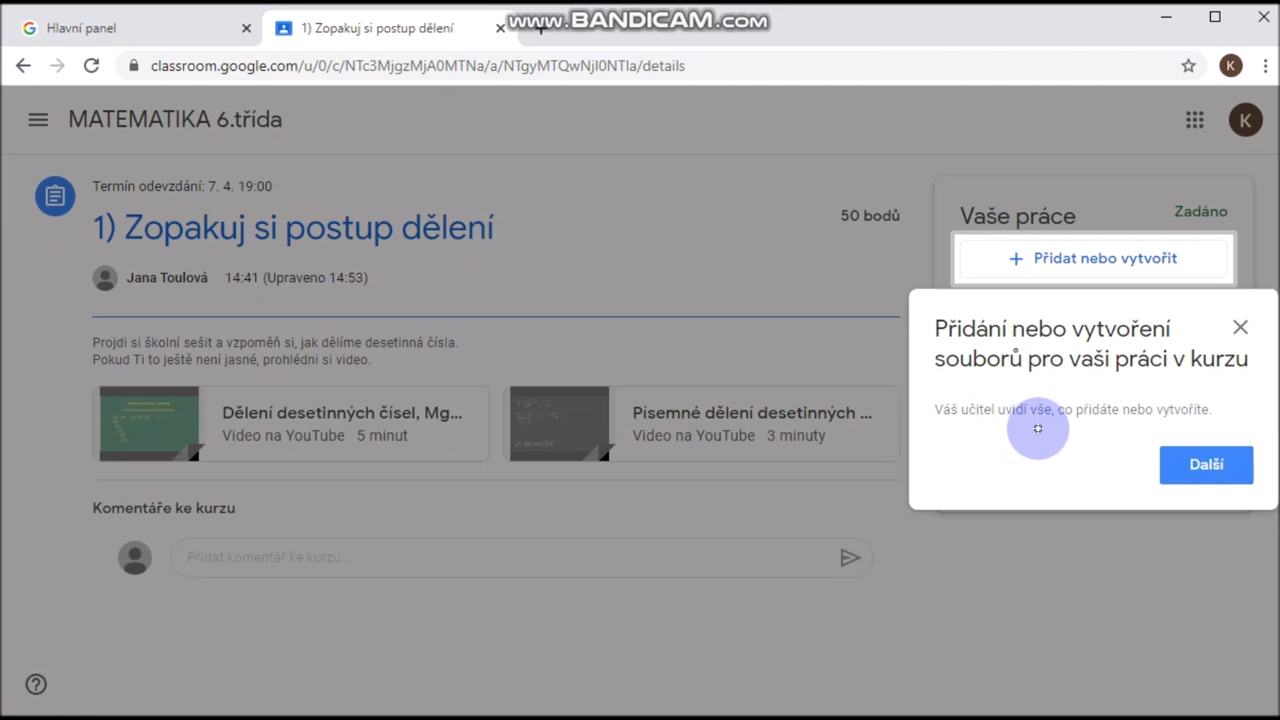 Hlavní panel
1) Zopakuj si postup dělení
www.BANDICAM.com
classroom.google.com/u/0/c/NTc3MjgzMjA0MTNa/a/NTgyMTQwNjI0NTIa/details
K
MATEMATIKA 6.třída
K
Termín odevzdání: 7. 4. 19:00
1) Zopakuj si postup dělení
50 bodů
Jana Toulová 14:41 (Upraveno 14:53)
Projdi si školní sešit a vzpoměň si, jak dělíme desetinná čísla.
Pokud Ti to ještě není jasné, prohlédni si video.
Dělení desetinných čísel, Mg...
Video na YouTube 5 minut
Písemné dělení desetinných ...
Video na YouTube 3 minuty
Komentáře ke kurzu
Přidat komentář ke kurzu...
Vaše práce
Zadáno
+ Přidat nebo vytvořit
Přidání nebo vytvoření
souborů pro vaši práci v kurzu
Váš učitel uvidí vše, co přidáte nebo vytvoříte.
Další